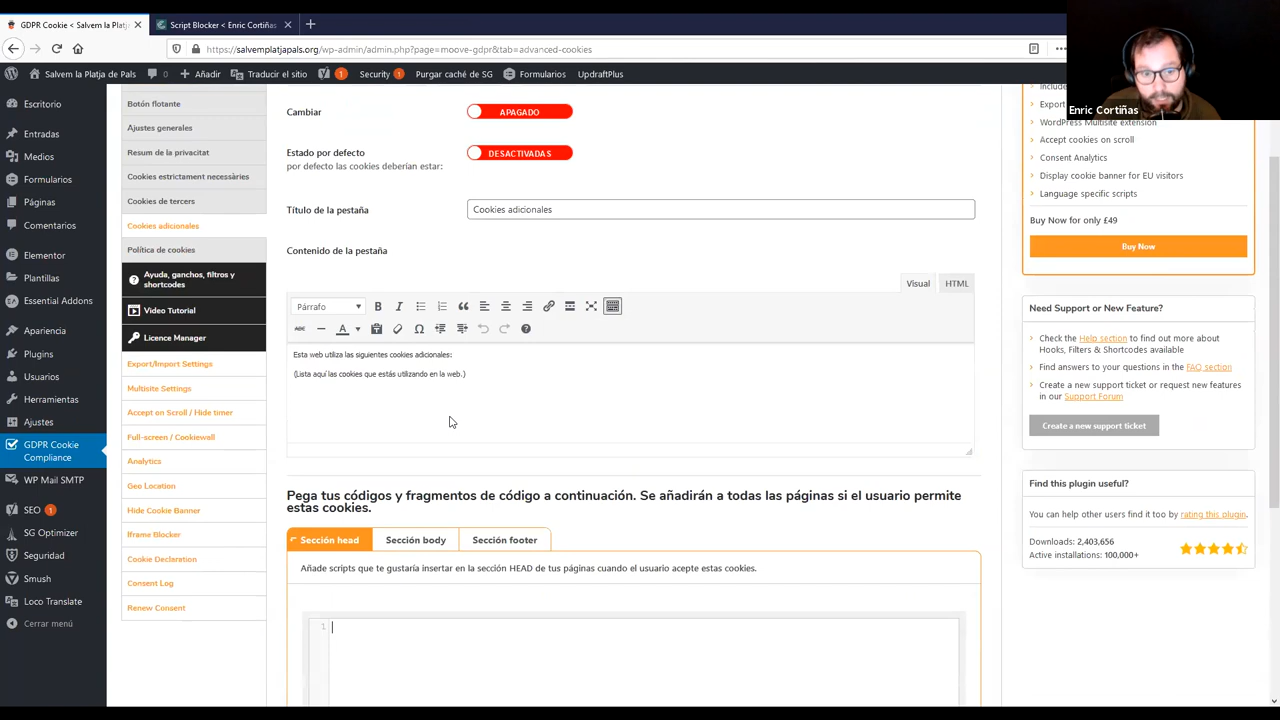 GDPR Cookie < Salvem la Platj
Script Blocker < Enric Cortiñas
https://salvemplatjapals.org/wp-admin/admin.php?page=moove-gdpr&tab=advanced-cookies
Salvem la Platja de Pals
0
Añadir
Traducir el sitio
1
Security
1
Purgar caché de SG
Formularios
UpdraftPlus
Enric Cortiñas
Escritorio
Entradas
Medios
Formularios
Páginas
Comentarios
Elementor
Plantillas
Essential Addons
Apariencia
Plugins
Usuarios
Herramientas
Ajustes
GDPR Cookie
Compliance
WP Mail SMTP
SEO 1
SG Optimizer
Seguridad
Smush
Loco Translate
Cerrar menú
Botón flotante
Ajustes generales
Resum de la privacitat
Cookies estrictament necessàries
Cookies de tercers
Cookies adicionales
Política de cookies
Ayuda, ganchos, filtros y
shortcodes
Video Tutorial
Licence Manager
Export/Import Settings
Multisite Settings
Accept on Scroll / Hide timer
Full-screen / Cookiewall
Analytics
Geo Location
Hide Cookie Banner
Iframe Blocker
Cookie Declaration
Consent Log
Renew Consent
Cambiar
APAGADO
Estado por defecto
DESACTIVADAS
por defecto las cookies deberían estar:
Título de la pestaña
Cookies adicionales
Contenido de la pestaña
Visual
HTML
Párrafo
B I
ABC
A
Esta web utiliza las siguientes cookies adicionales:
(Lista aquí las cookies que estás utilizando en la web.)
Pega tus códigos y fragmentos de código a continuación. Se añadirán a todas las páginas si el usuario permite
estas cookies.
Sección head
Sección body
Sección footer
Añade scripts que te gustaría insertar en la sección HEAD de tus páginas cuando el usuario acepte estas cookies.
1
Export
WordPress Multisite extension
Accept cookies on scroll
Consent Analytics
Display cookie banner for EU visitors
Language specific scripts
Buy Now for only £49
Buy Now
Need Support or New Feature?
Check the Help section to find out more about
Hooks, Filters & Shortcodes available
Find answers to your questions in the FAQ section
Create a new support ticket or request new
features in our Support Forum
Create a new support ticket
Find this plugin useful?
You can help other users find it too by rating this plugin.
Downloads: 2,403,656
Active installations: 100,000+